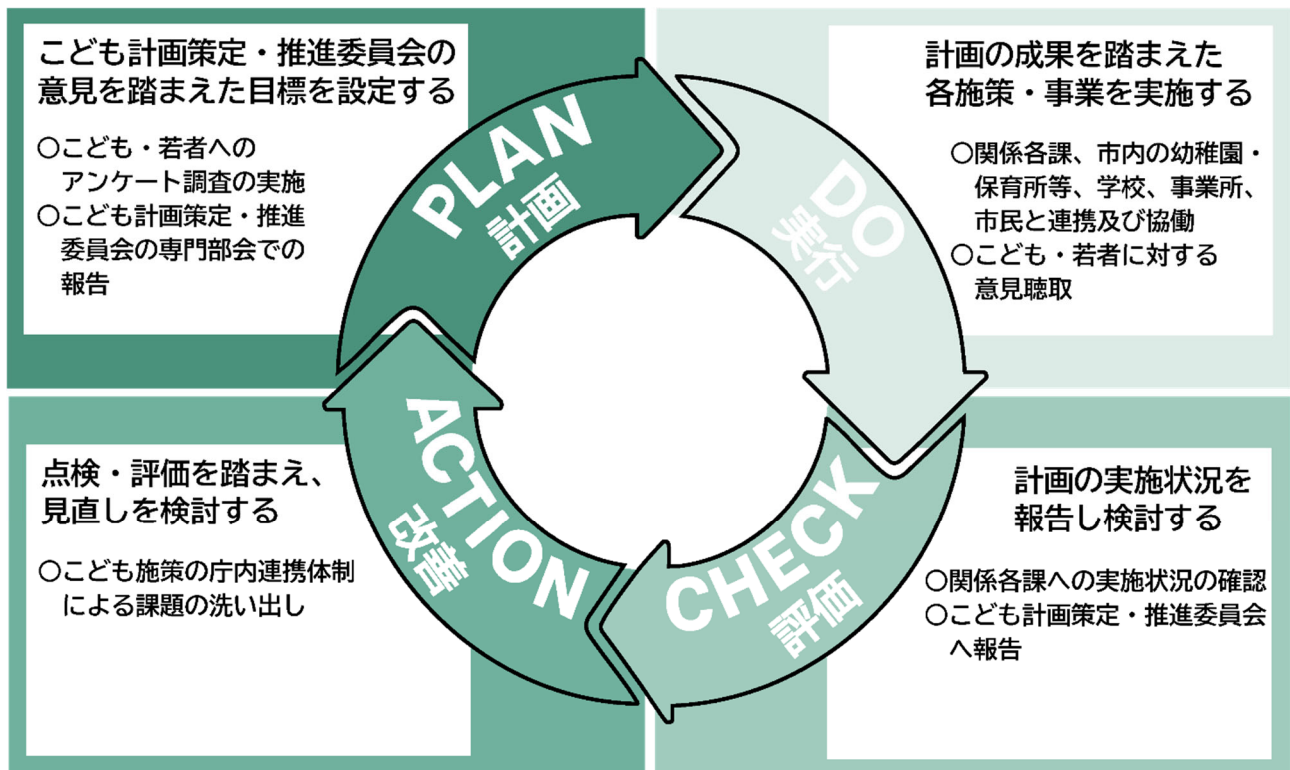 こども計画策定・推進委員会の
意見を踏まえた目標を設定する
○こども・若者への
アンケート調査の実施
○こども計画策定・推進
委員会の専門部会での
報告
PLAN
計画
計画の成果を踏まえた
各施策・事業を実施する
○関係各課、市内の幼稚園・
保育所等、学校、事業所、
市民と連携及び協働
○こども・若者に対する
意見聴取
DO
実行
計画の実施状況を
報告し検討する
○関係各課への実施状況の確認
○こども計画策定・推進委員会
へ報告
CHECK
評価
点検・評価を踏まえ、
見直しを検討する
○こども施策の庁内連携体制
による課題の洗い出し
ACTION
改善